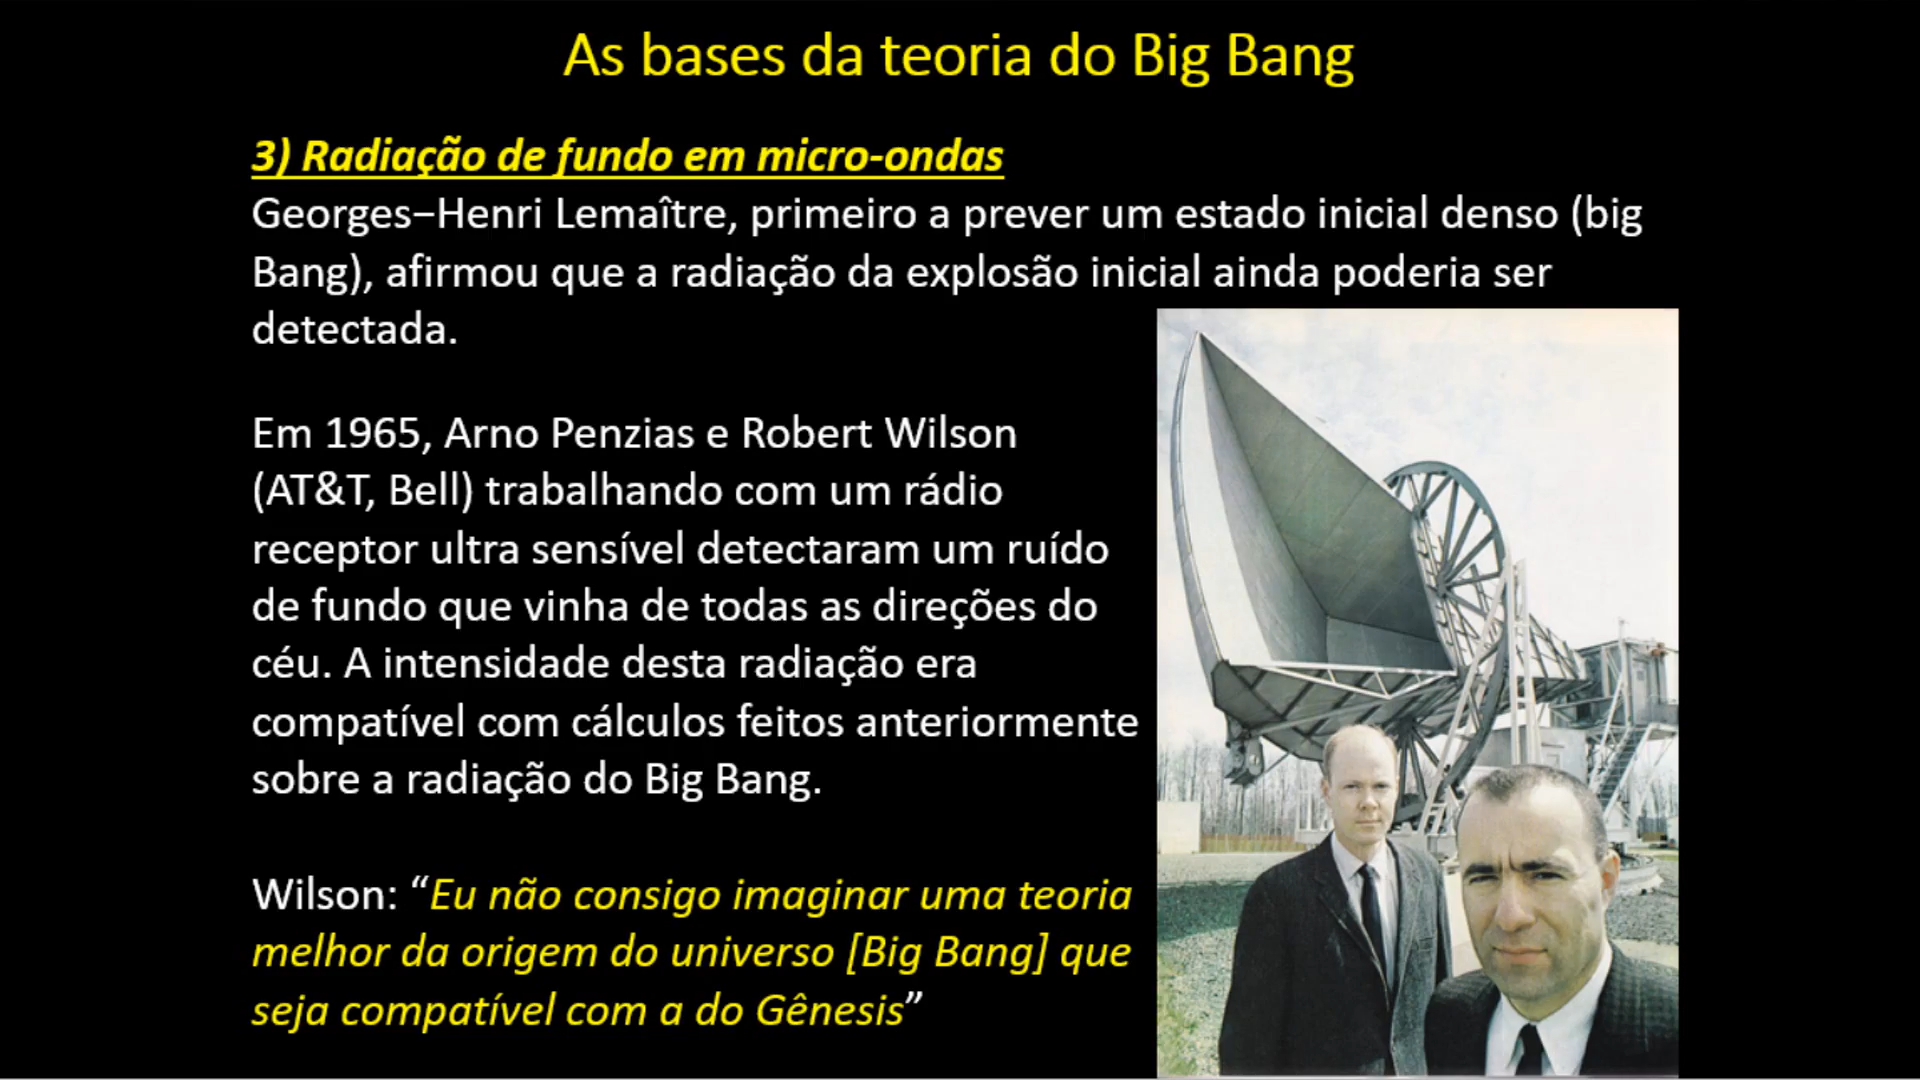 As bases da teoria do Big Bang
3) Radiação de fundo em micro-ondas
Georges–Henri Lemaître, primeiro a prever um estado inicial denso (big
Bang), afirmou que a radiação da explosão inicial ainda poderia ser
detectada.
Em 1965, Arno Penzias e Robert Wilson
(AT&T, Bell) trabalhando com um rádio
receptor ultra sensível detectaram um ruído
de fundo que vinha de todas as direções do
céu. A intensidade desta radiação era
compatível com cálculos feitos anteriormente
sobre a radiação do Big Bang.
Wilson: “Eu não consigo imaginar uma teoria
melhor da origem do universo [Big Bang] que
seja compatível com a do Gênesis”